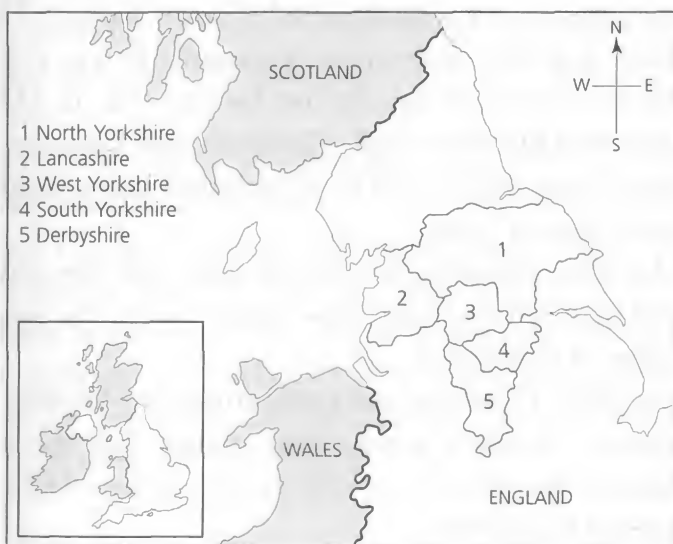 SCOTLAND
N
W E
S
1 North Yorkshire
2 Lancashire
3 West Yorkshire
4 South Yorkshire
5 Derbyshire
1
2
3
4
5
WALES
ENGLAND